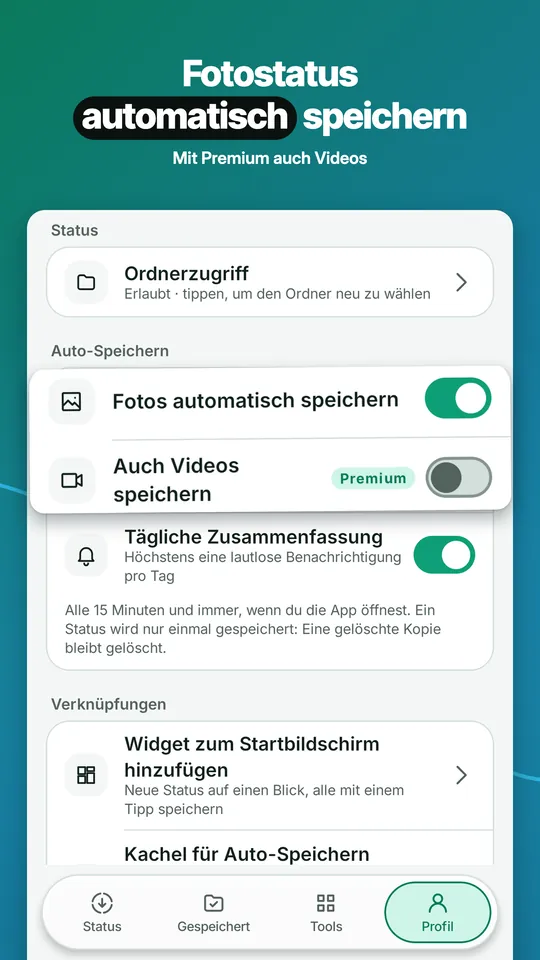 Fotostatus
automatisch speichern
Mit Premium auch Videos
Status
Ordnerzugriff
Erlaubt · tippen, um den Ordner neu zu wählen
Auto-Speichern
Fotos automatisch speichern
Auch Videos
speichern
Premium
Tägliche Zusammenfassung
Höchstens eine lautlose Benachrichtigung
pro Tag
Alle 15 Minuten und immer, wenn du die App öffnest. Ein
Status wird nur einmal gespeichert: Eine gelöschte Kopie
bleibt gelöscht.
Verknüpfungen
Widget zum Startbildschirm
hinzufügen
Neue Status auf einen Blick, alle mit einem
Tipp speichern
Kachel für Auto-Speichern
Status
Gespeichert
Tools
Profil